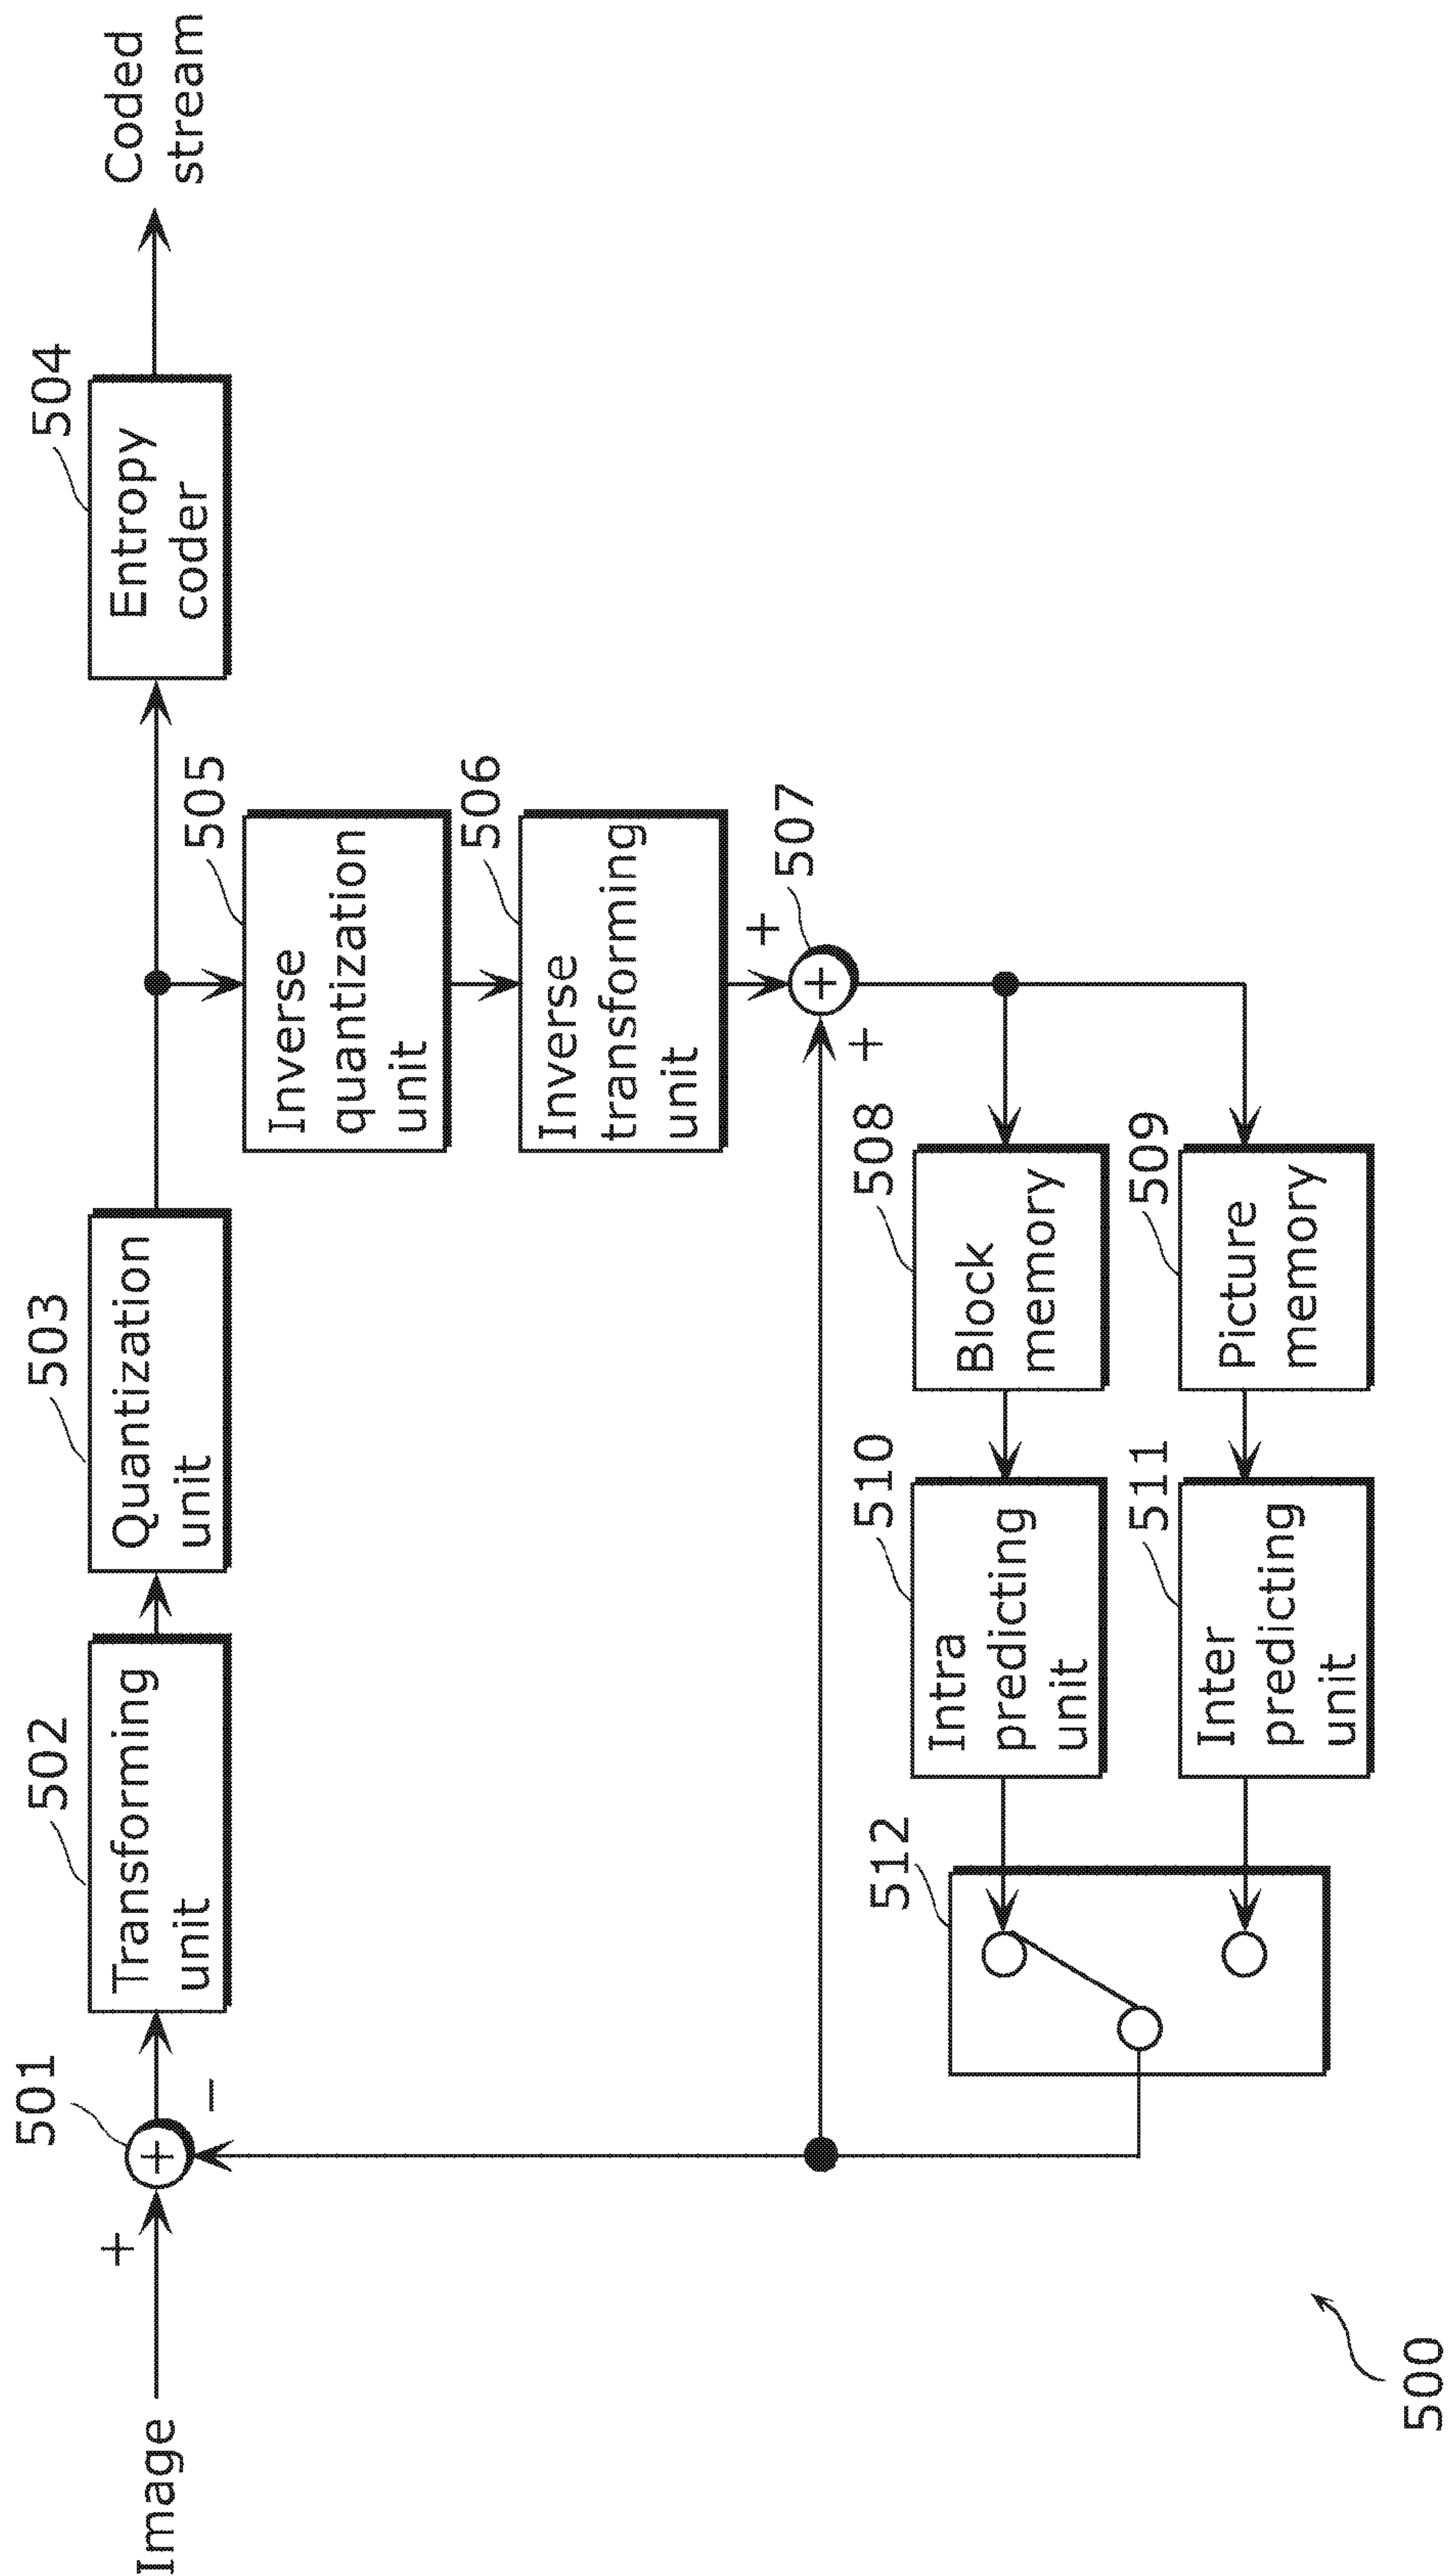 501
502
503
504
Image
+
+
−
Transforming
unit
Quantization
unit
Entropy
coder
Coded
stream
505
Inverse
quantization
unit
506
Inverse
transforming
unit
+
507
+
+
512
510
Intra
predicting
unit
508
Block
memory
511
Inter
predicting
unit
509
Picture
memory
500